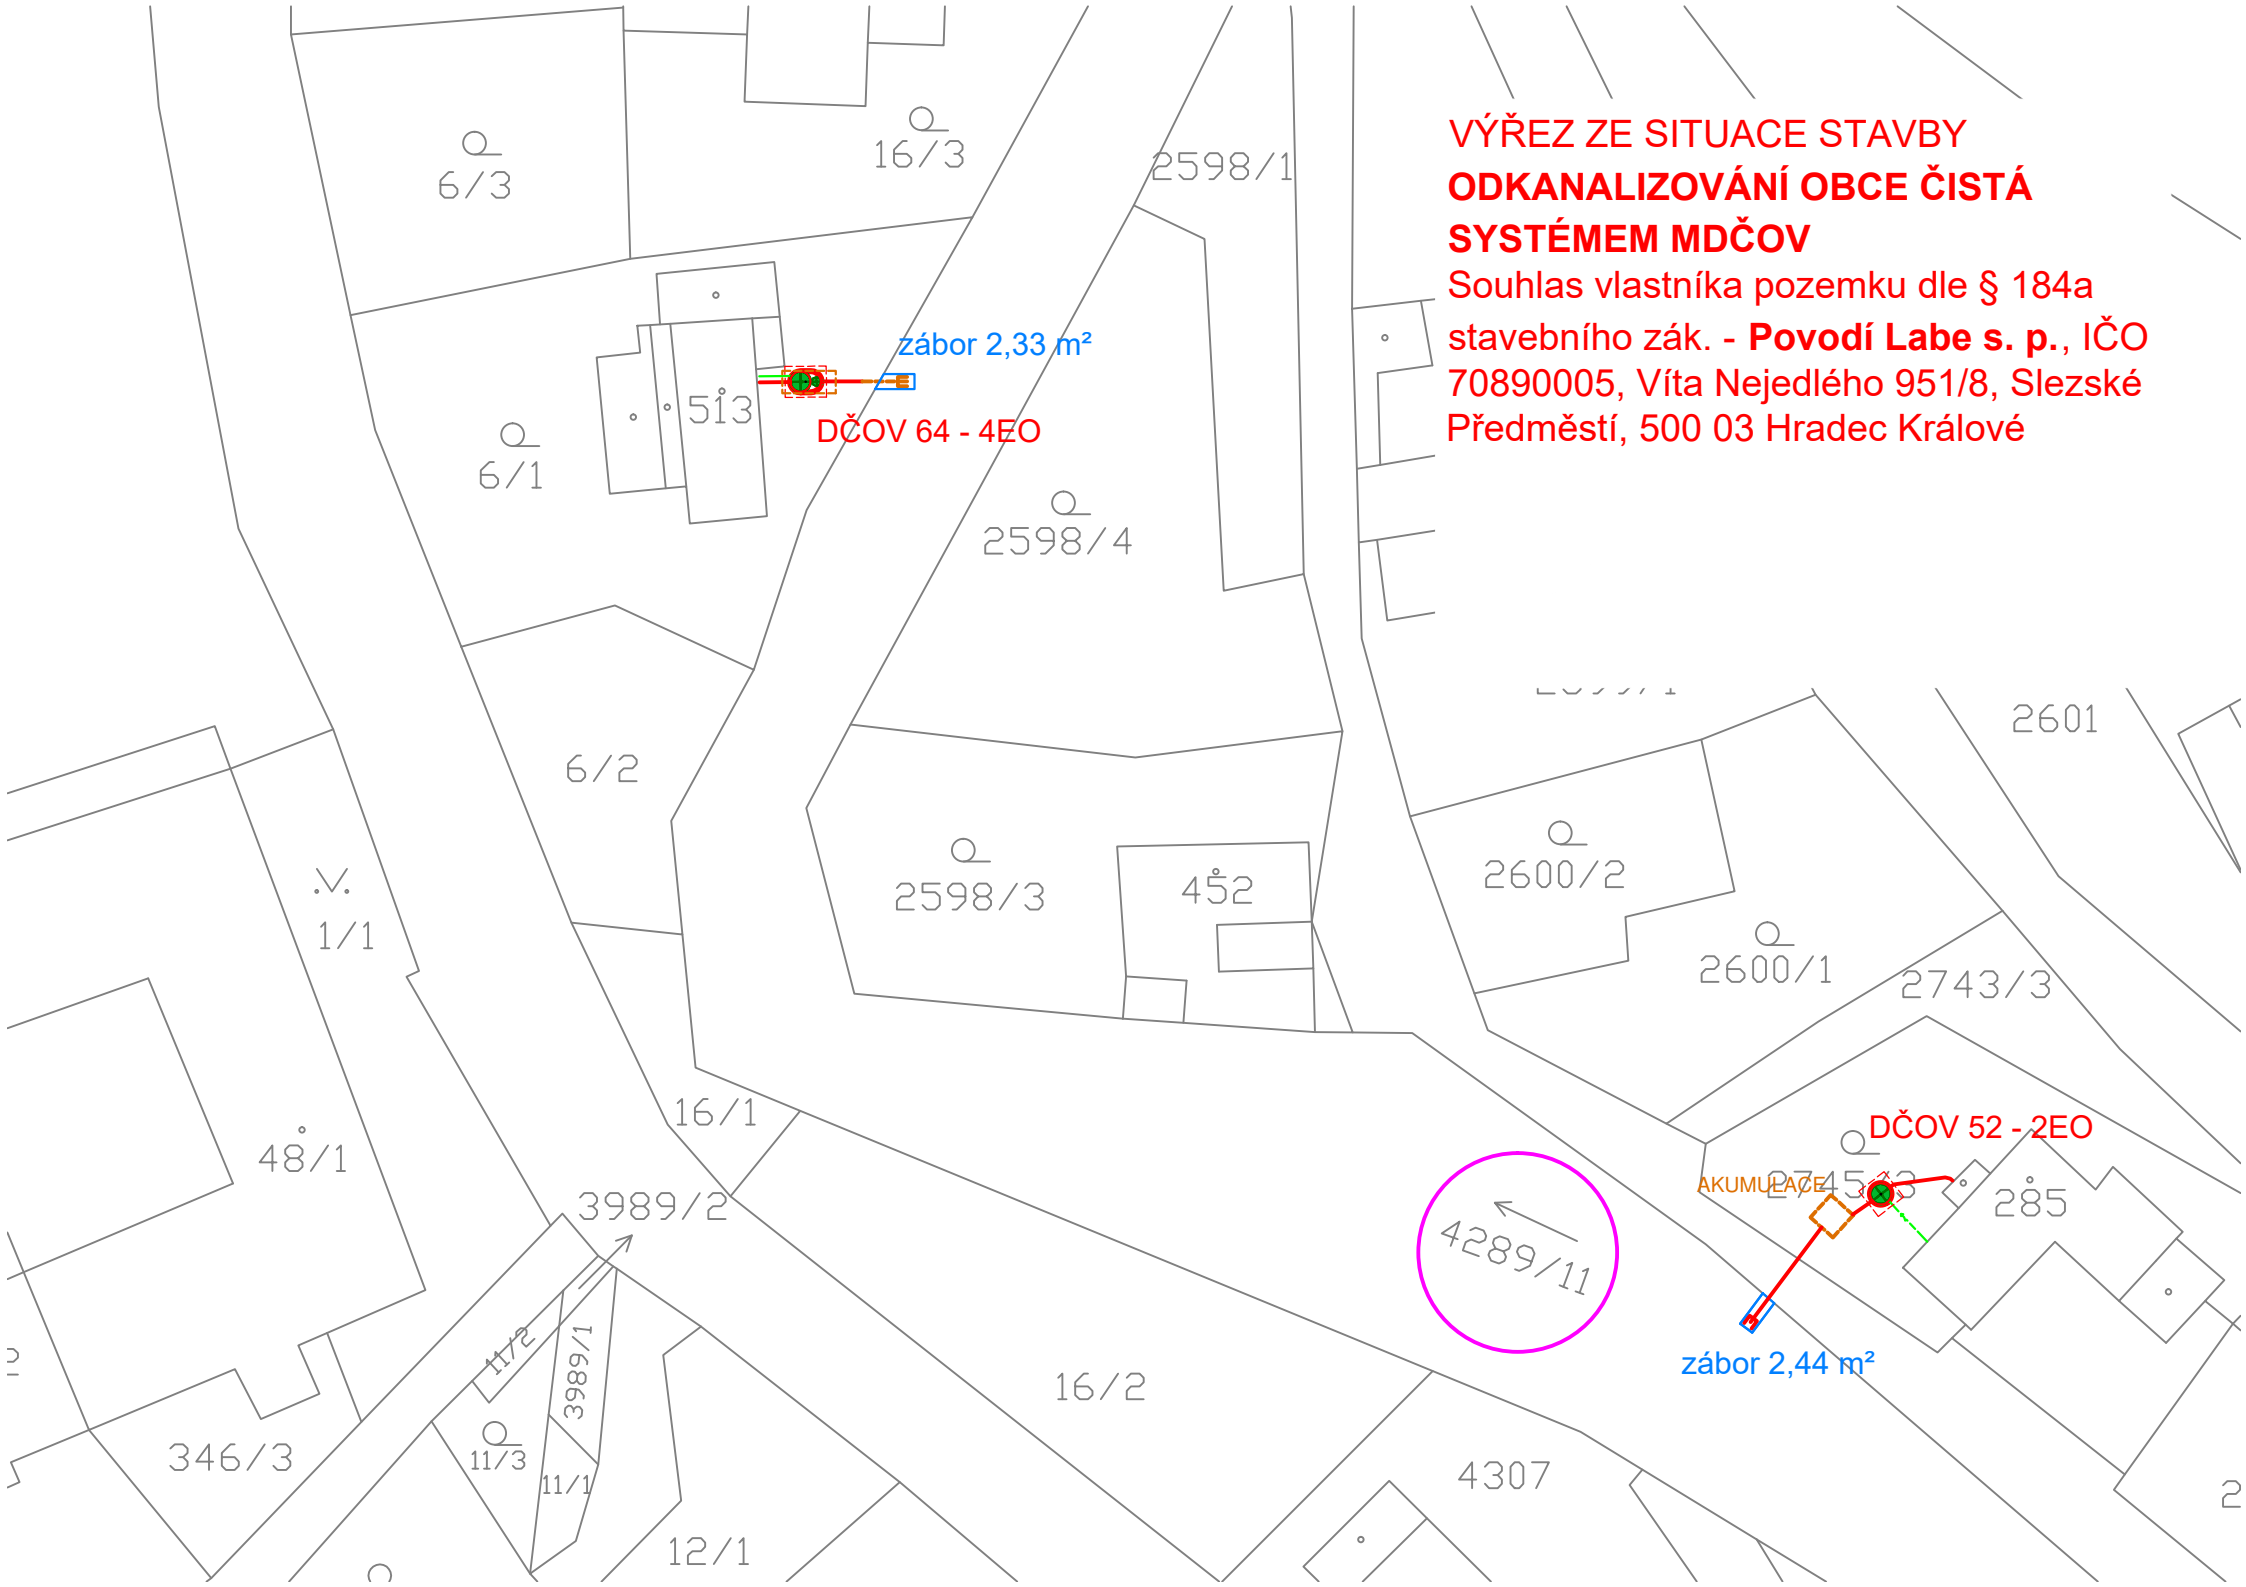 VÝŘEZ ZE SITUACE STAVBY
ODKANALIZOVÁNÍ OBCE ČISTÁ
SYSTÉMEM MDČOV
Souhlas vlastníka pozemku dle § 184a
stavebního zák. - Povodí Labe s. p., IČO
70890005, Víta Nejedlého 951/8, Slezské
Předměstí, 500 03 Hradec Králové
6/3
16/3
2598/1
zábor 2,33 m²
513
DČOV 64 - 4EO
6/1
2598/4
2601
6/2
2600/2
2598/3
452
1/1
2600/1
2743/3
16/1
DČOV 52 - 2EO
48/1
AKUMULACE
2745/3
285
3989/2
4289/11
11/2
3989/1
zábor 2,44 m²
16/2
346/3
11/3
11/1
4307
12/1